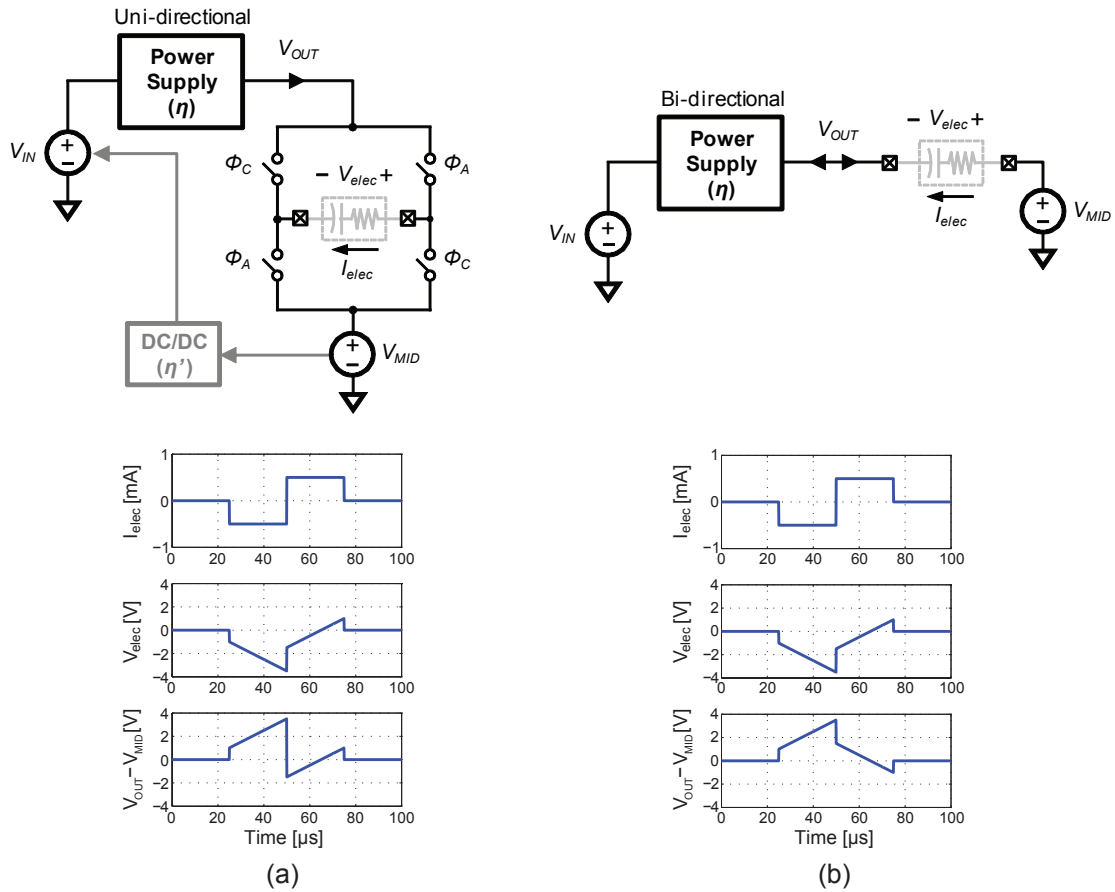 Uni-directional
Power
Supply
(η)
V_OUT
V_IN
Φ_C
Φ_A
− V_elec +
I_elec
Φ_A
Φ_C
DC/DC
(η')
V_MID
+
−
+
−
Bi-directional
Power
Supply
(η)
V_OUT
− V_elec +
I_elec
V_IN
V_MID
+
−
+
−
I_elec [mA]
1
0
−1
0 20 40 60 80 100
V_elec [V]
4
2
0
−2
−4
0 20 40 60 80 100
V_OUT − V_MID [V]
4
2
0
−2
−4
0 20 40 60 80 100
Time [µs]
(a)
I_elec [mA]
1
0
−1
0 20 40 60 80 100
V_elec [V]
4
2
0
−2
−4
0 20 40 60 80 100
V_OUT − V_MID [V]
4
2
0
−2
−4
0 20 40 60 80 100
Time [µs]
(b)